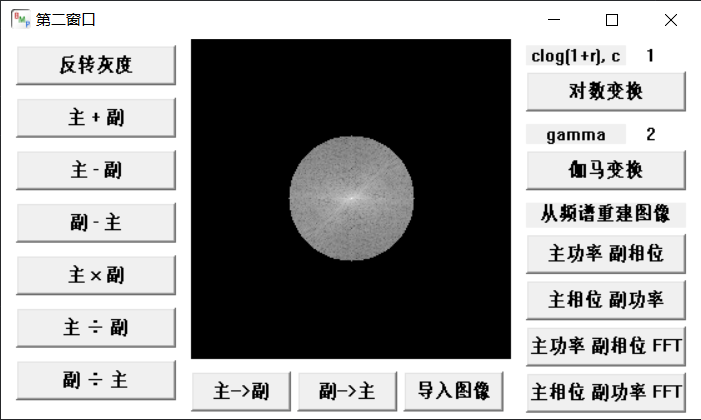 第二窗口
反转灰度
主 + 副
主 - 副
副 - 主
主 × 副
主 ÷ 副
副 ÷ 主
主->副
副->主
导入图像
clog(1+r), c 1
对数变换
gamma 2
伽马变换
从频谱重建图像
主功率 副相位
主相位 副功率
主功率 副相位 FFT
主相位 副功率 FFT